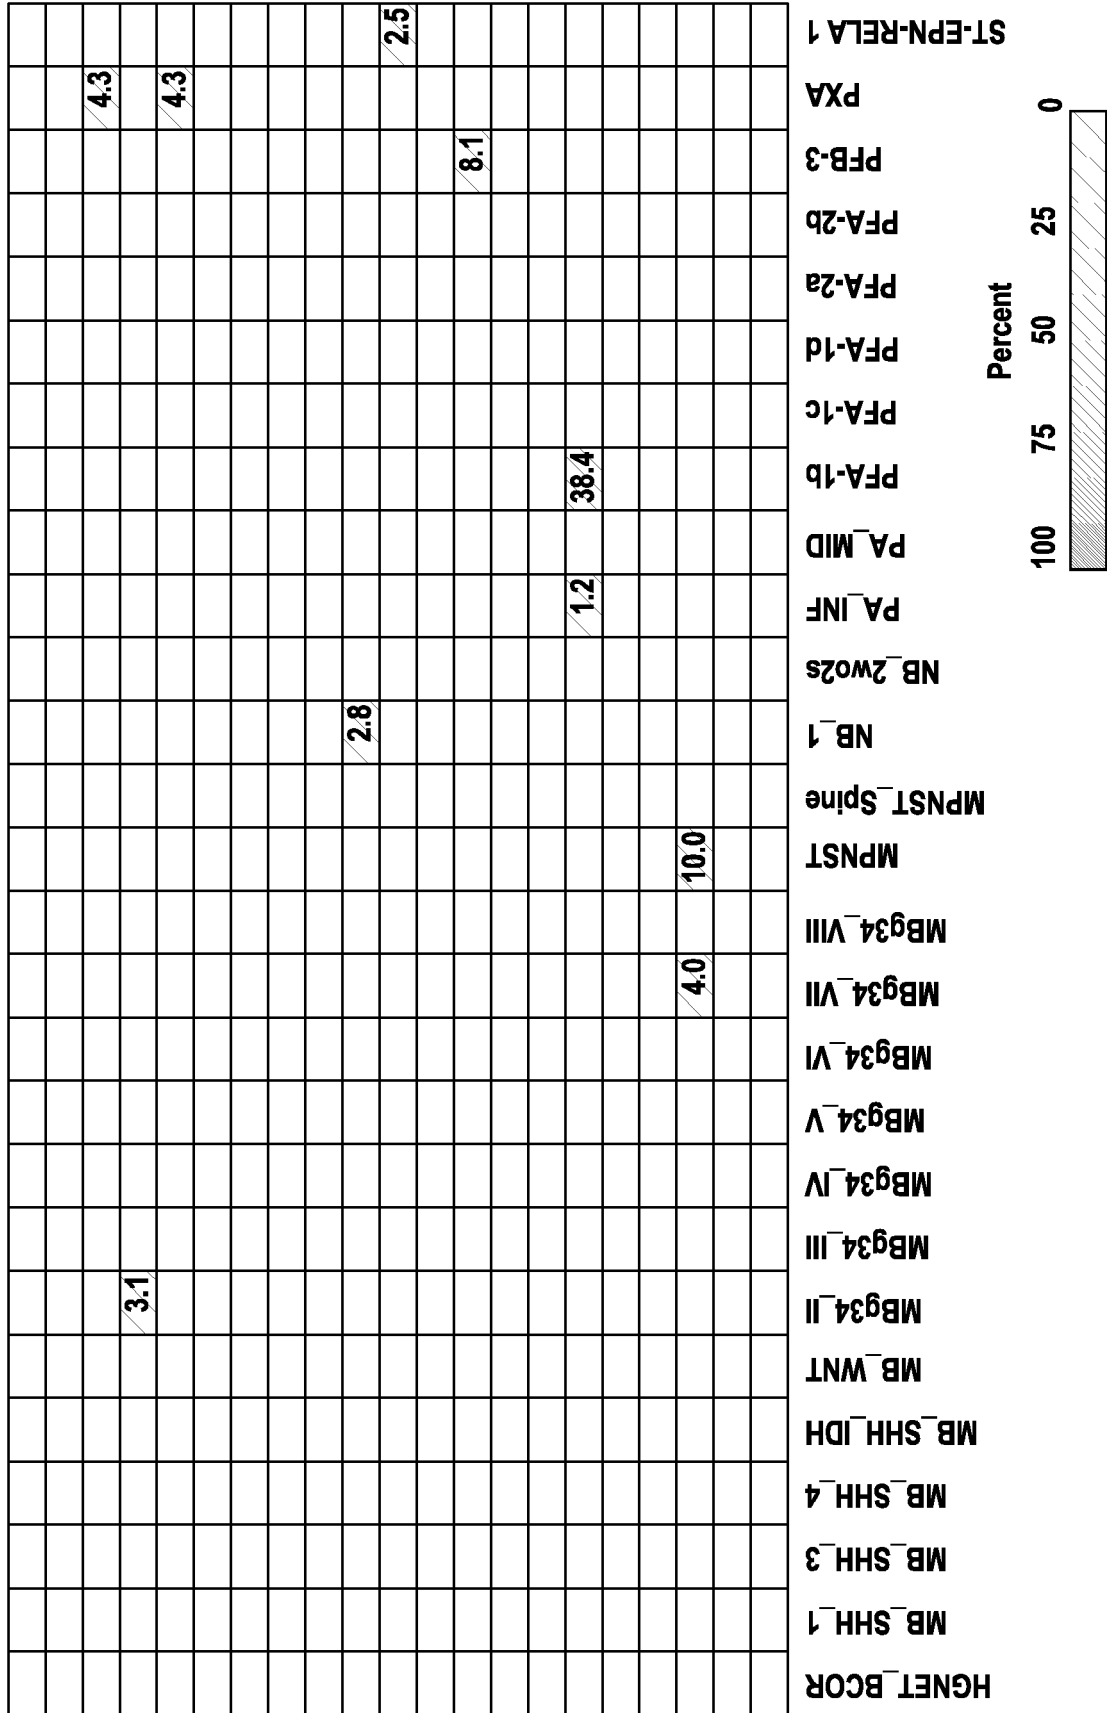 ST-EPN-RELA 1
2.5
PXA
4.3
4.3
PFB-3
8.1
PFA-2b
PFA-2a
PFA-1d
PFA-1c
PFA-1b
38.4
PA_MID
PA_INF
1.2
NB_2wo2s
NB_1
2.8
MPNST_Spine
MPNST
10.0
MBg34_VIII
MBg34_VII
4.0
MBg34_VI
MBg34_V
MBg34_IV
MBg34_III
MBg34_II
3.1
MB_WNT
MB_SHH_IDH
MB_SHH_4
MB_SHH_3
MB_SHH_1
HGNET_BCOR
Percent
100 75 50 25 0